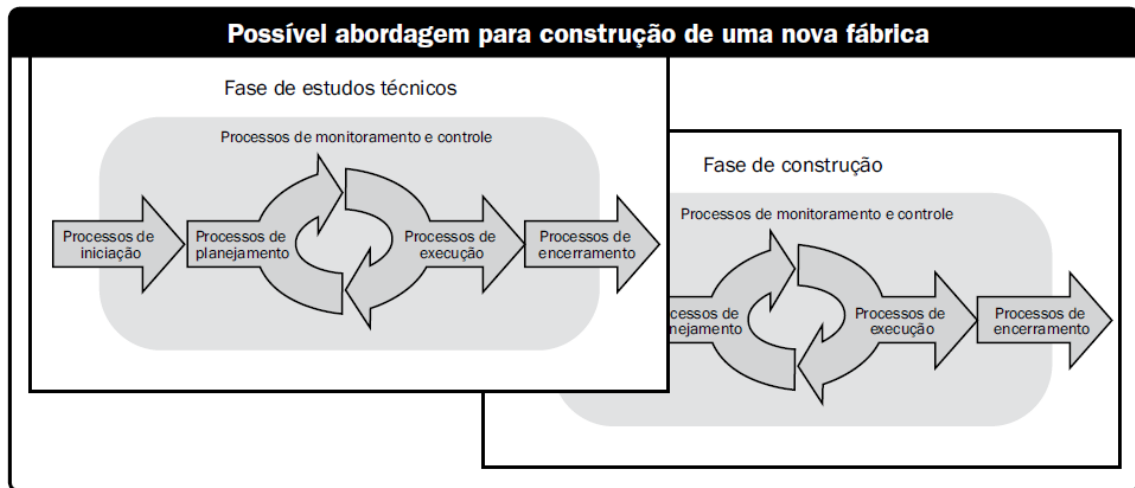 Possível abordagem para construção de uma nova fábrica
Fase de estudos técnicos
Processos de monitoramento e controle
Processos de
iniciação
Processos de
planejamento
Processos de
execução
Processos de
encerramento
Fase de construção
Processos de monitoramento e controle
cessos de
nejamento
Processos de
execução
Processos de
encerramento